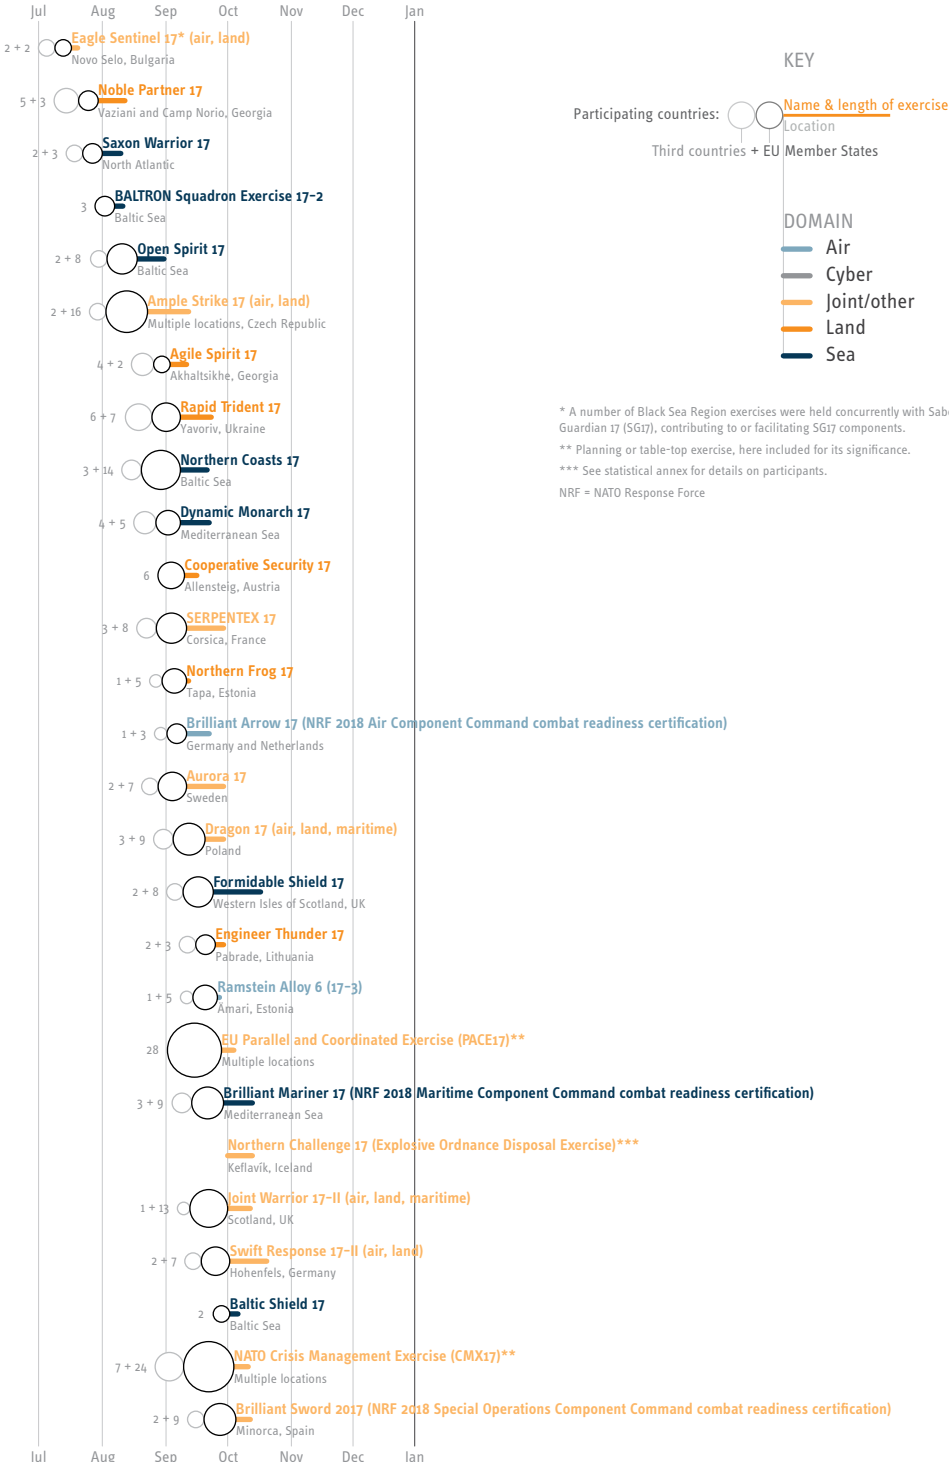 Jul Aug Sep Oct Nov Dec Jan
2 + 2 Eagle Sentinel 17* (air, land)
Novo Selo, Bulgaria
5 + 3 Noble Partner 17
Vaziani and Camp Norio, Georgia
2 + 3 Saxon Warrior 17
North Atlantic
3 BALTRON Squadron Exercise 17-2
Baltic Sea
2 + 8 Open Spirit 17
Baltic Sea
2 + 16 Ample Strike 17 (air, land)
Multiple locations, Czech Republic
4 + 2 Agile Spirit 17
Akhaltsikhe, Georgia
6 + 7 Rapid Trident 17
Yavoriv, Ukraine
3 + 14 Northern Coasts 17
Baltic Sea
4 + 5 Dynamic Monarch 17
Mediterranean Sea
6 Cooperative Security 17
Allensteig, Austria
3 + 8 SERPENTEX 17
Corsica, France
1 + 5 Northern Frog 17
Tapa, Estonia
1 + 3 Brilliant Arrow 17 (NRF 2018 Air Component Command combat readiness certification)
Germany and Netherlands
2 + 7 Aurora 17
Sweden
3 + 9 Dragon 17 (air, land, maritime)
Poland
2 + 8 Formidable Shield 17
Western Isles of Scotland, UK
2 + 3 Engineer Thunder 17
Pabrade, Lithuania
1 + 5 Ramstein Alloy 6 (17-3)
Ämari, Estonia
28 EU Parallel and Coordinated Exercise (PACE17)**
Multiple locations
3 + 9 Brilliant Mariner 17 (NRF 2018 Maritime Component Command combat readiness certification)
Mediterranean Sea
Northern Challenge 17 (Explosive Ordnance Disposal Exercise)***
Keflavík, Iceland
1 + 13 Joint Warrior 17-II (air, land, maritime)
Scotland, UK
2 + 7 Swift Response 17-II (air, land)
Hohenfels, Germany
2 Baltic Shield 17
Baltic Sea
7 + 24 NATO Crisis Management Exercise (CMX17)**
Multiple locations
2 + 9 Brilliant Sword 2017 (NRF 2018 Special Operations Component Command combat readiness certification)
Minorca, Spain
Jul Aug Sep Oct Nov Dec Jan
KEY
Participating countries: Name & length of exercise
Location
Third countries + EU Member States
DOMAIN
Air
Cyber
Joint/other
Land
Sea
* A number of Black Sea Region exercises were held concurrently with Sab
Guardian 17 (SG17), contributing to or facilitating SG17 components.
** Planning or table-top exercise, here included for its significance.
*** See statistical annex for details on participants.
NRF = NATO Response Force